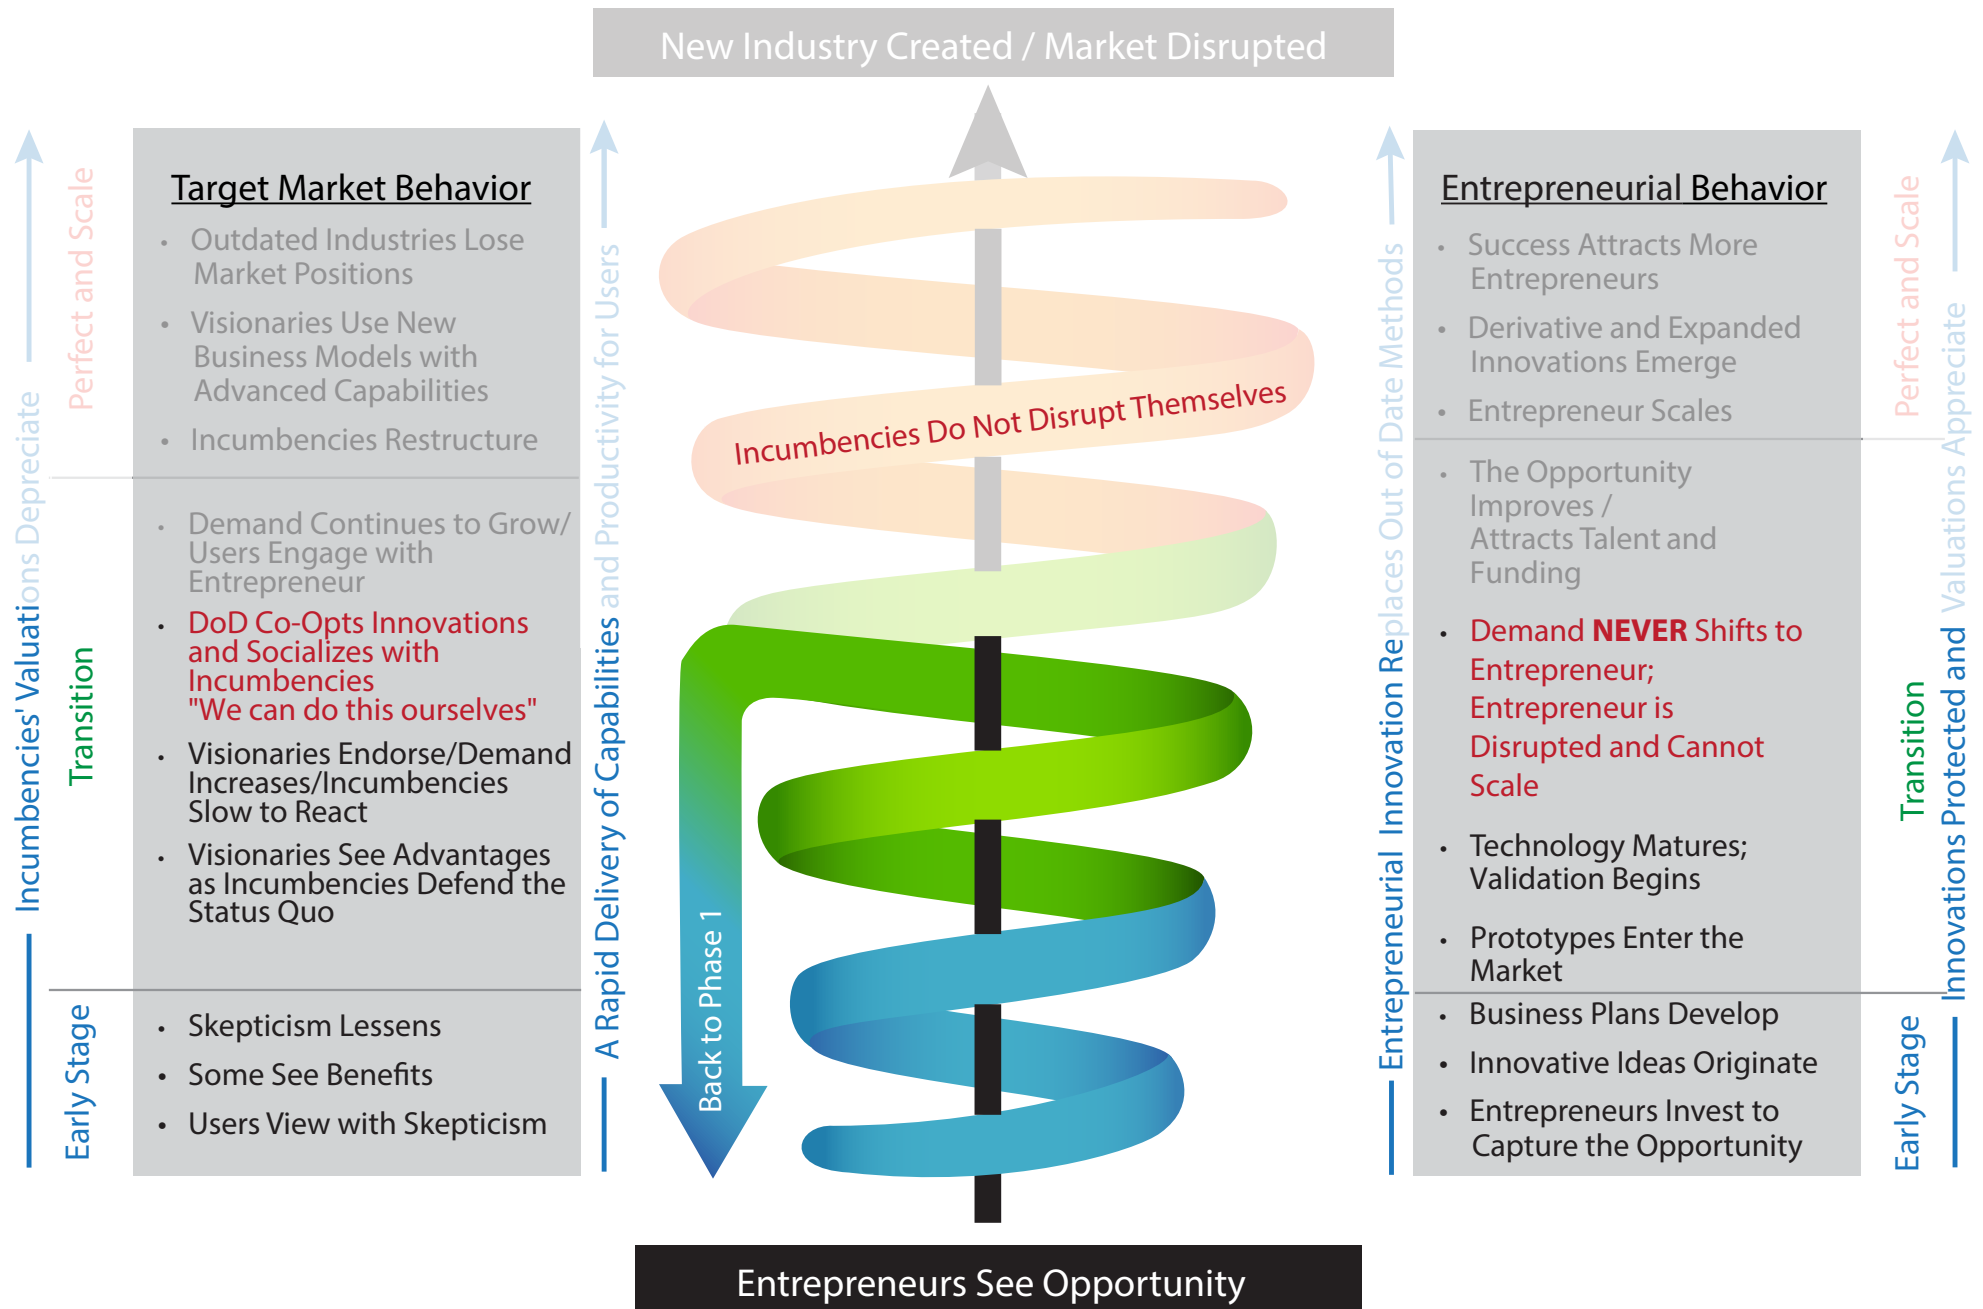 New Industry Created / Market Disrupted
Incumbencies' Valuations Depreciate
Perfect and Scale
Transition
Early Stage
Target Market Behavior
• Outdated Industries Lose
Market Positions
• Visionaries Use New
Business Models with
Advanced Capabilities
• Incumbencies Restructure
• Demand Continues to Grow/
Users Engage with
Entrepreneur
• DoD Co-Opts Innovations
and Socializes with
Incumbencies
"We can do this ourselves"
• Visionaries Endorse/Demand
Increases/Incumbencies
Slow to React
• Visionaries See Advantages
as Incumbencies Defend the
Status Quo
• Skepticism Lessens
• Some See Benefits
• Users View with Skepticism
A Rapid Delivery of Capabilities and Productivity for Users
Incumbencies Do Not Disrupt Themselves
Back to Phase 1
Entrepreneurial Innovation Replaces Out of Date Methods
Entrepreneurial Behavior
• Success Attracts More
Entrepreneurs
• Derivative and Expanded
Innovations Emerge
• Entrepreneur Scales
• The Opportunity
Improves /
Attracts Talent and
Funding
• Demand NEVER Shifts to
Entrepreneur;
Entrepreneur is
Disrupted and Cannot
Scale
• Technology Matures;
Validation Begins
• Prototypes Enter the
Market
• Business Plans Develop
• Innovative Ideas Originate
• Entrepreneurs Invest to
Capture the Opportunity
Perfect and Scale
Transition
Early Stage
Innovations Protected and Valuations Appreciate
Entrepreneurs See Opportunity